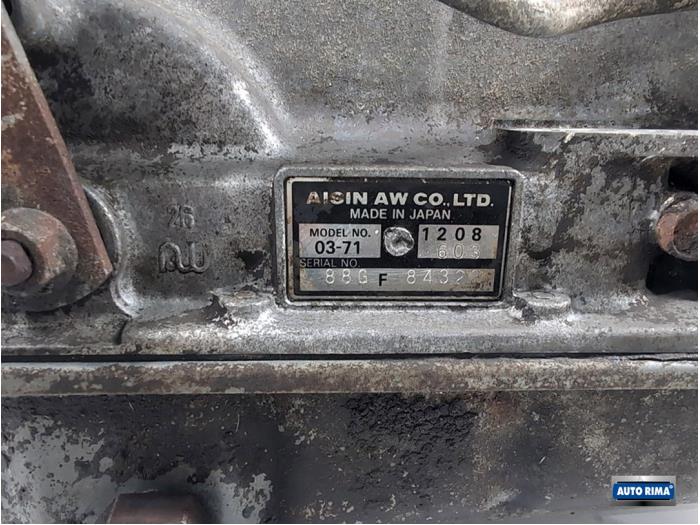 AISIN AW CO.,LTD.
MADE IN JAPAN
MODEL NO.
03-71
1208
603
SERIAL NO.
88G F 8432
26
AW
AUTO RIMA